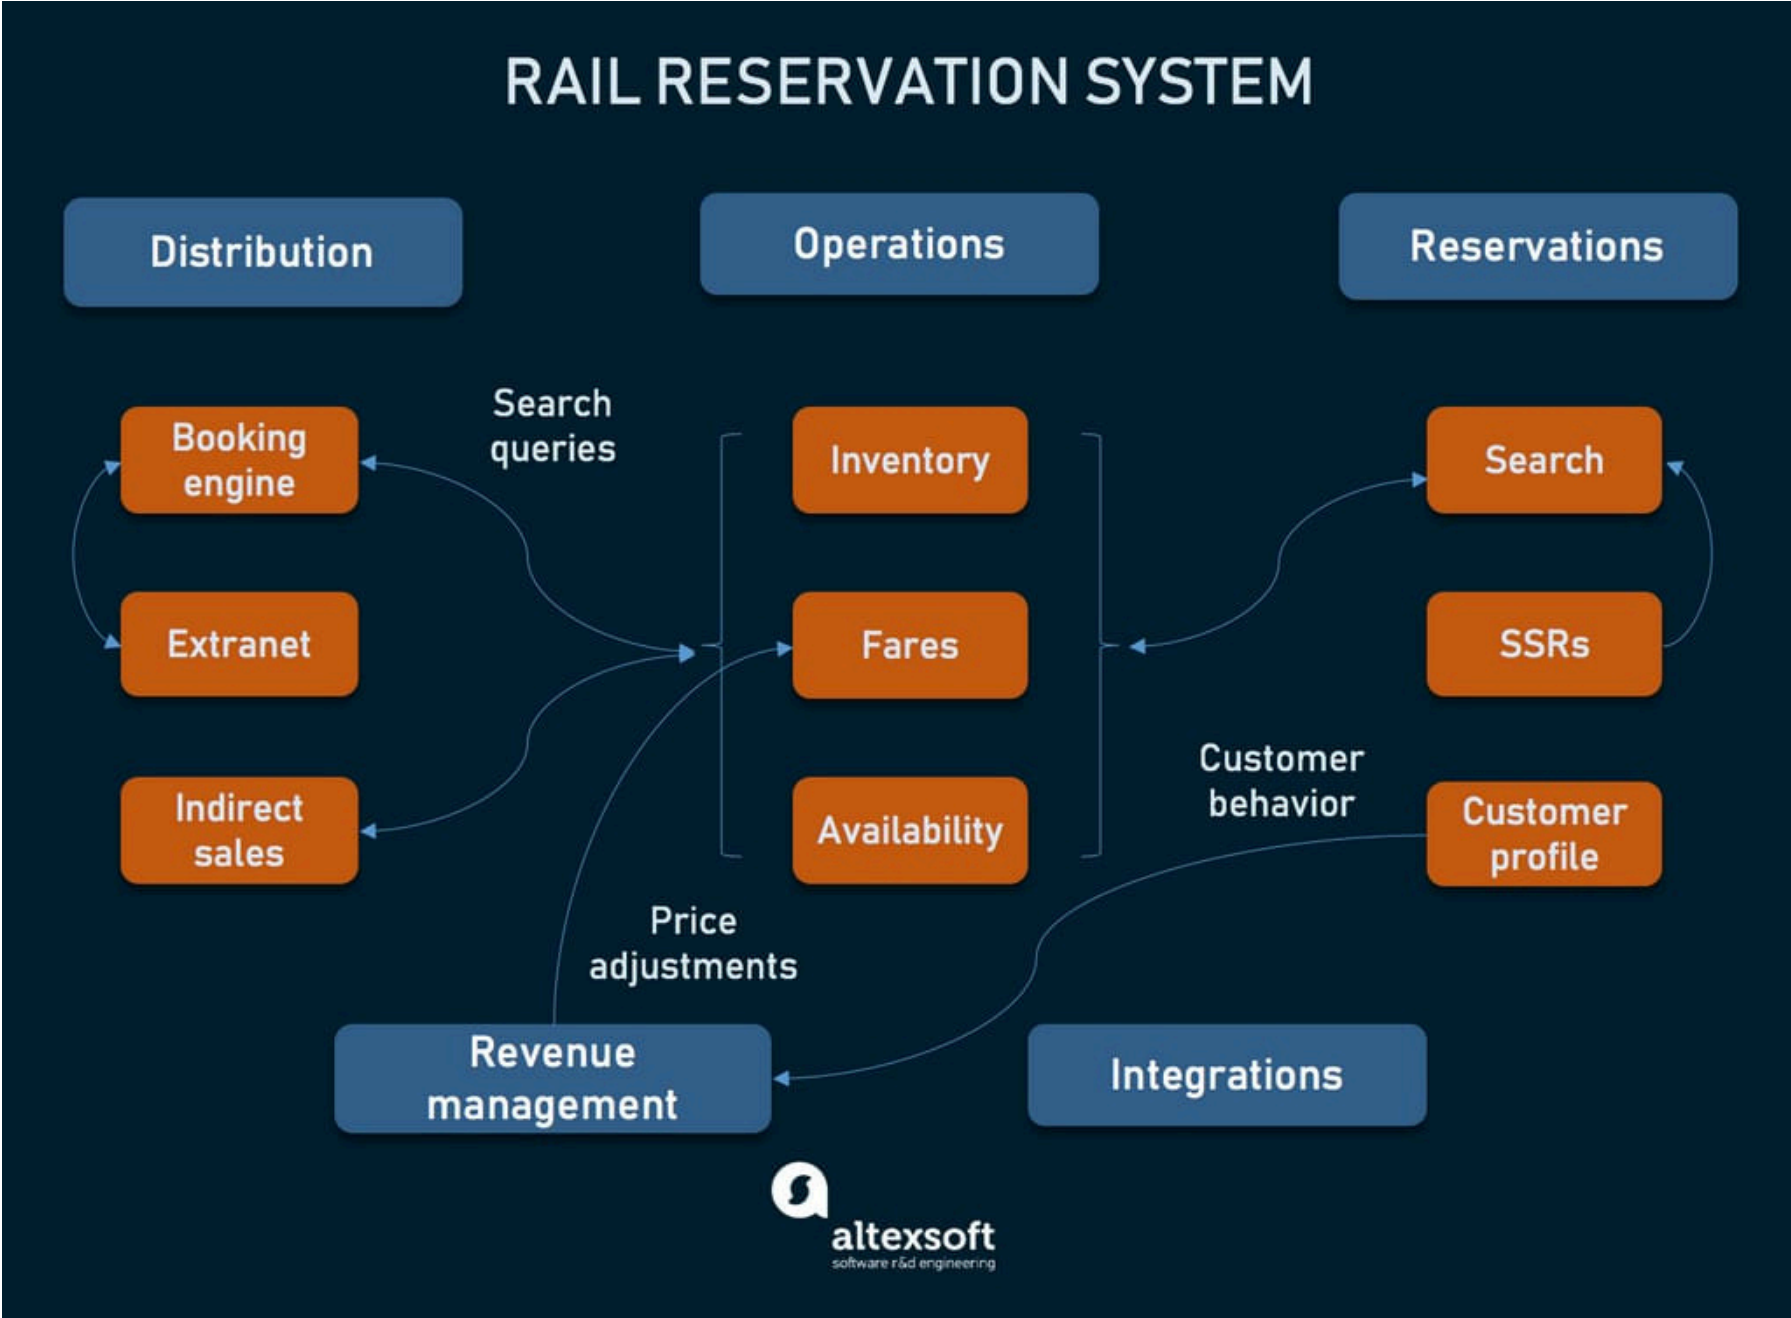 RAIL RESERVATION SYSTEM
Distribution
Operations
Reservations
Booking
engine
Search
queries
Inventory
Search
Extranet
Fares
SSRs
Indirect
sales
Availability
Customer
behavior
Customer
profile
Price
adjustments
Revenue
management
Integrations
altexsoft
software r&d engineering